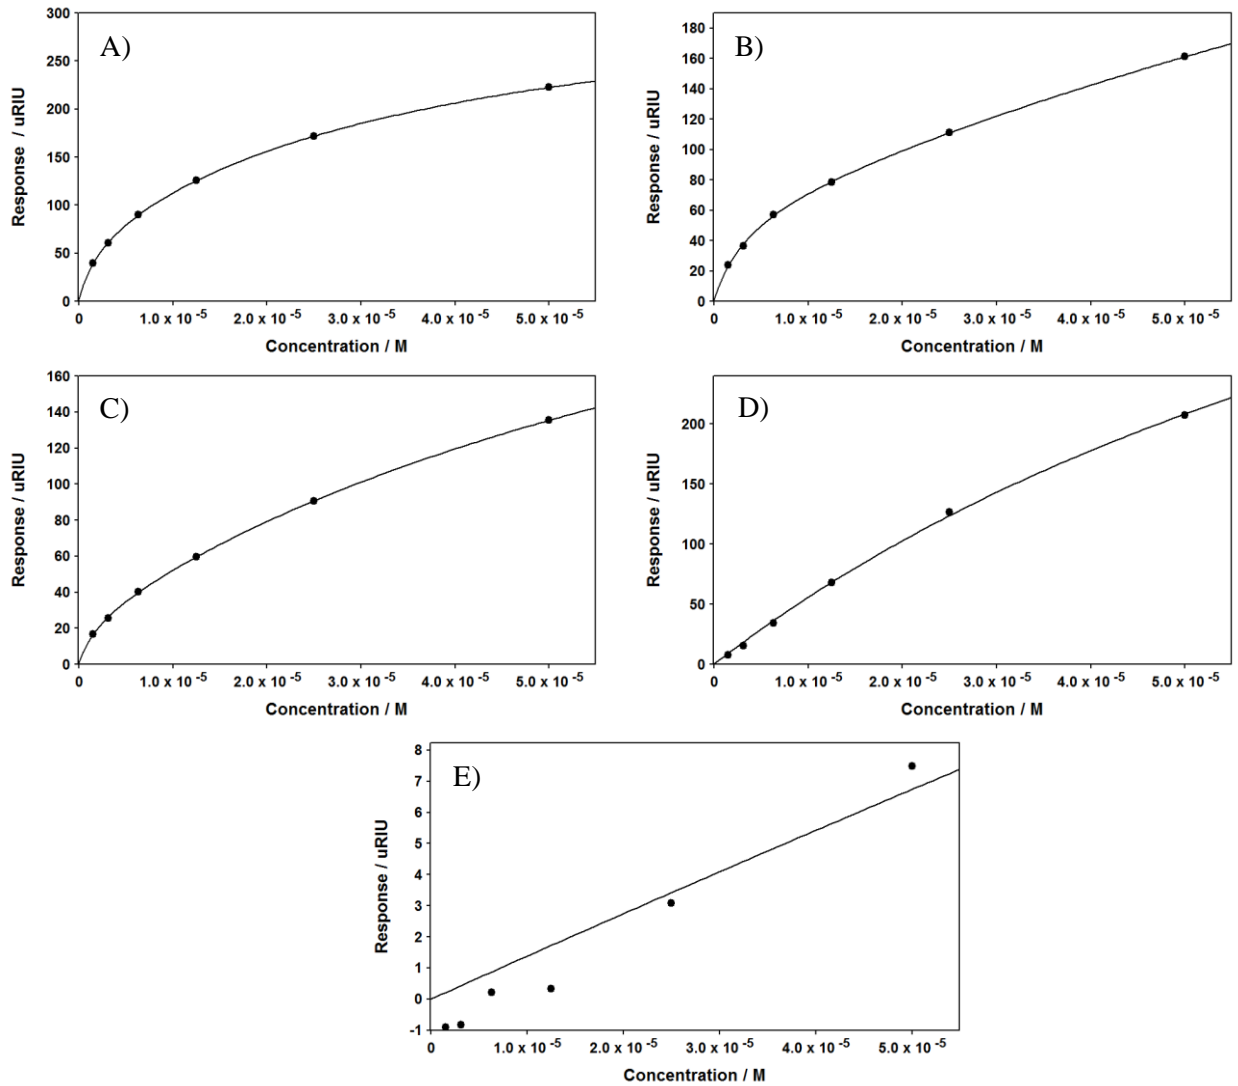 A)
Response / uRIU
300
250
200
150
100
50
0
0 1.0 x 10 -5 2.0 x 10 -5 3.0 x 10 -5 4.0 x 10 -5 5.0 x 10 -5
Concentration / M
B)
Response / uRIU
180
160
140
120
100
80
60
40
20
0
0 1.0 x 10 -5 2.0 x 10 -5 3.0 x 10 -5 4.0 x 10 -5 5.0 x 10 -5
Concentration / M
C)
Response / uRIU
160
140
120
100
80
60
40
20
0
0 1.0 x 10 -5 2.0 x 10 -5 3.0 x 10 -5 4.0 x 10 -5 5.0 x 10 -5
Concentration / M
D)
Response / uRIU
200
150
100
50
0
0 1.0 x 10 -5 2.0 x 10 -5 3.0 x 10 -5 4.0 x 10 -5 5.0 x 10 -5
Concentration / M
E)
Response / uRIU
8
7
6
5
4
3
2
1
0
-1
0 1.0 x 10 -5 2.0 x 10 -5 3.0 x 10 -5 4.0 x 10 -5 5.0 x 10 -5
Concentration / M